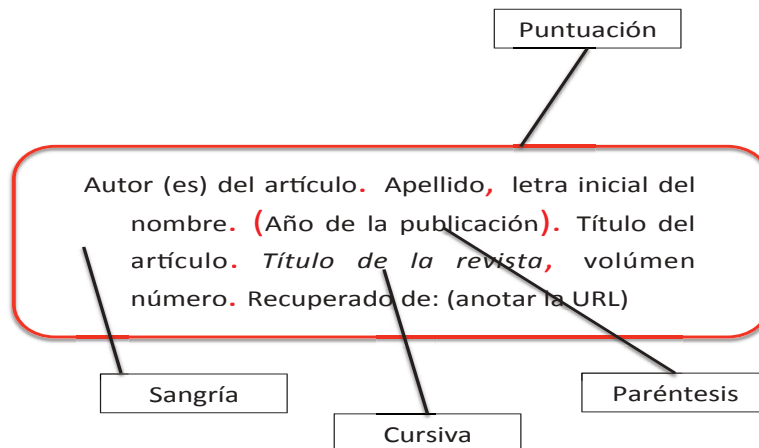 Puntuación
Autor (es) del artículo. Apellido, letra inicial del
nombre. (Año de la publicación). Título del
artículo. Título de la revista, volúmen
número. Recuperado de: (anotar la URL)
Sangría
Paréntesis
Cursiva